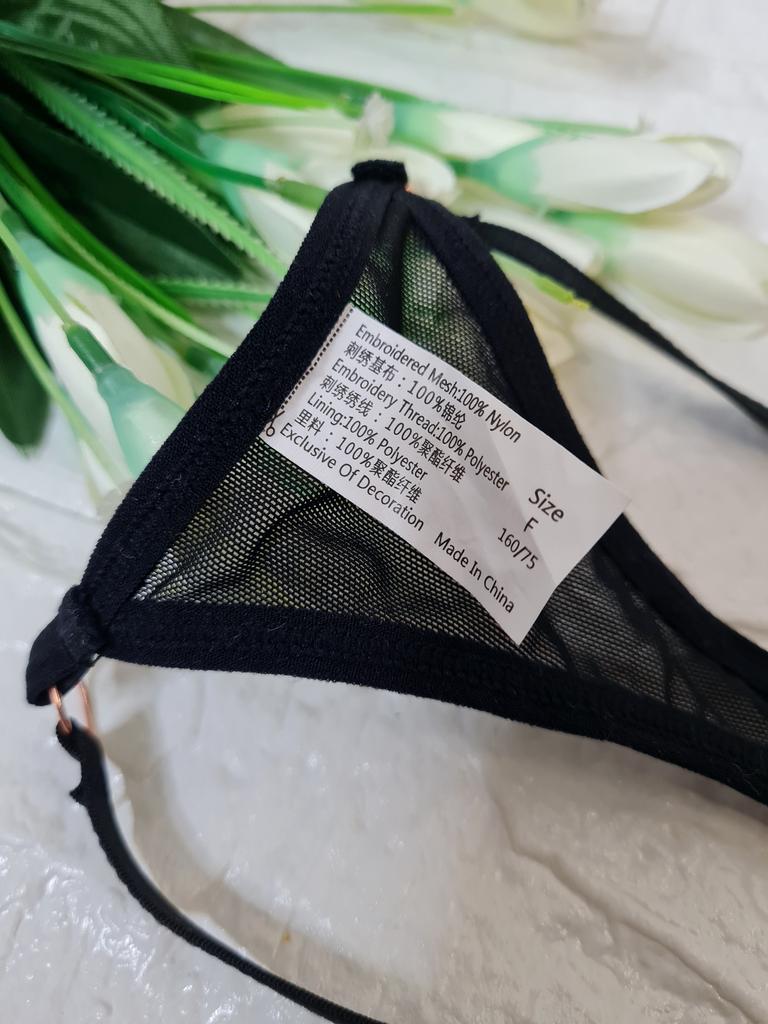 Embroidered Mesh:100% Nylon
刺绣基布：100%锦纶
Embroidery Thread:100% Polyester
刺绣绣线：100%聚酯纤维
Lining:100% Polyester
里料：100%聚酯纤维
Exclusive Of Decoration
Made In China
Size
F
160/75